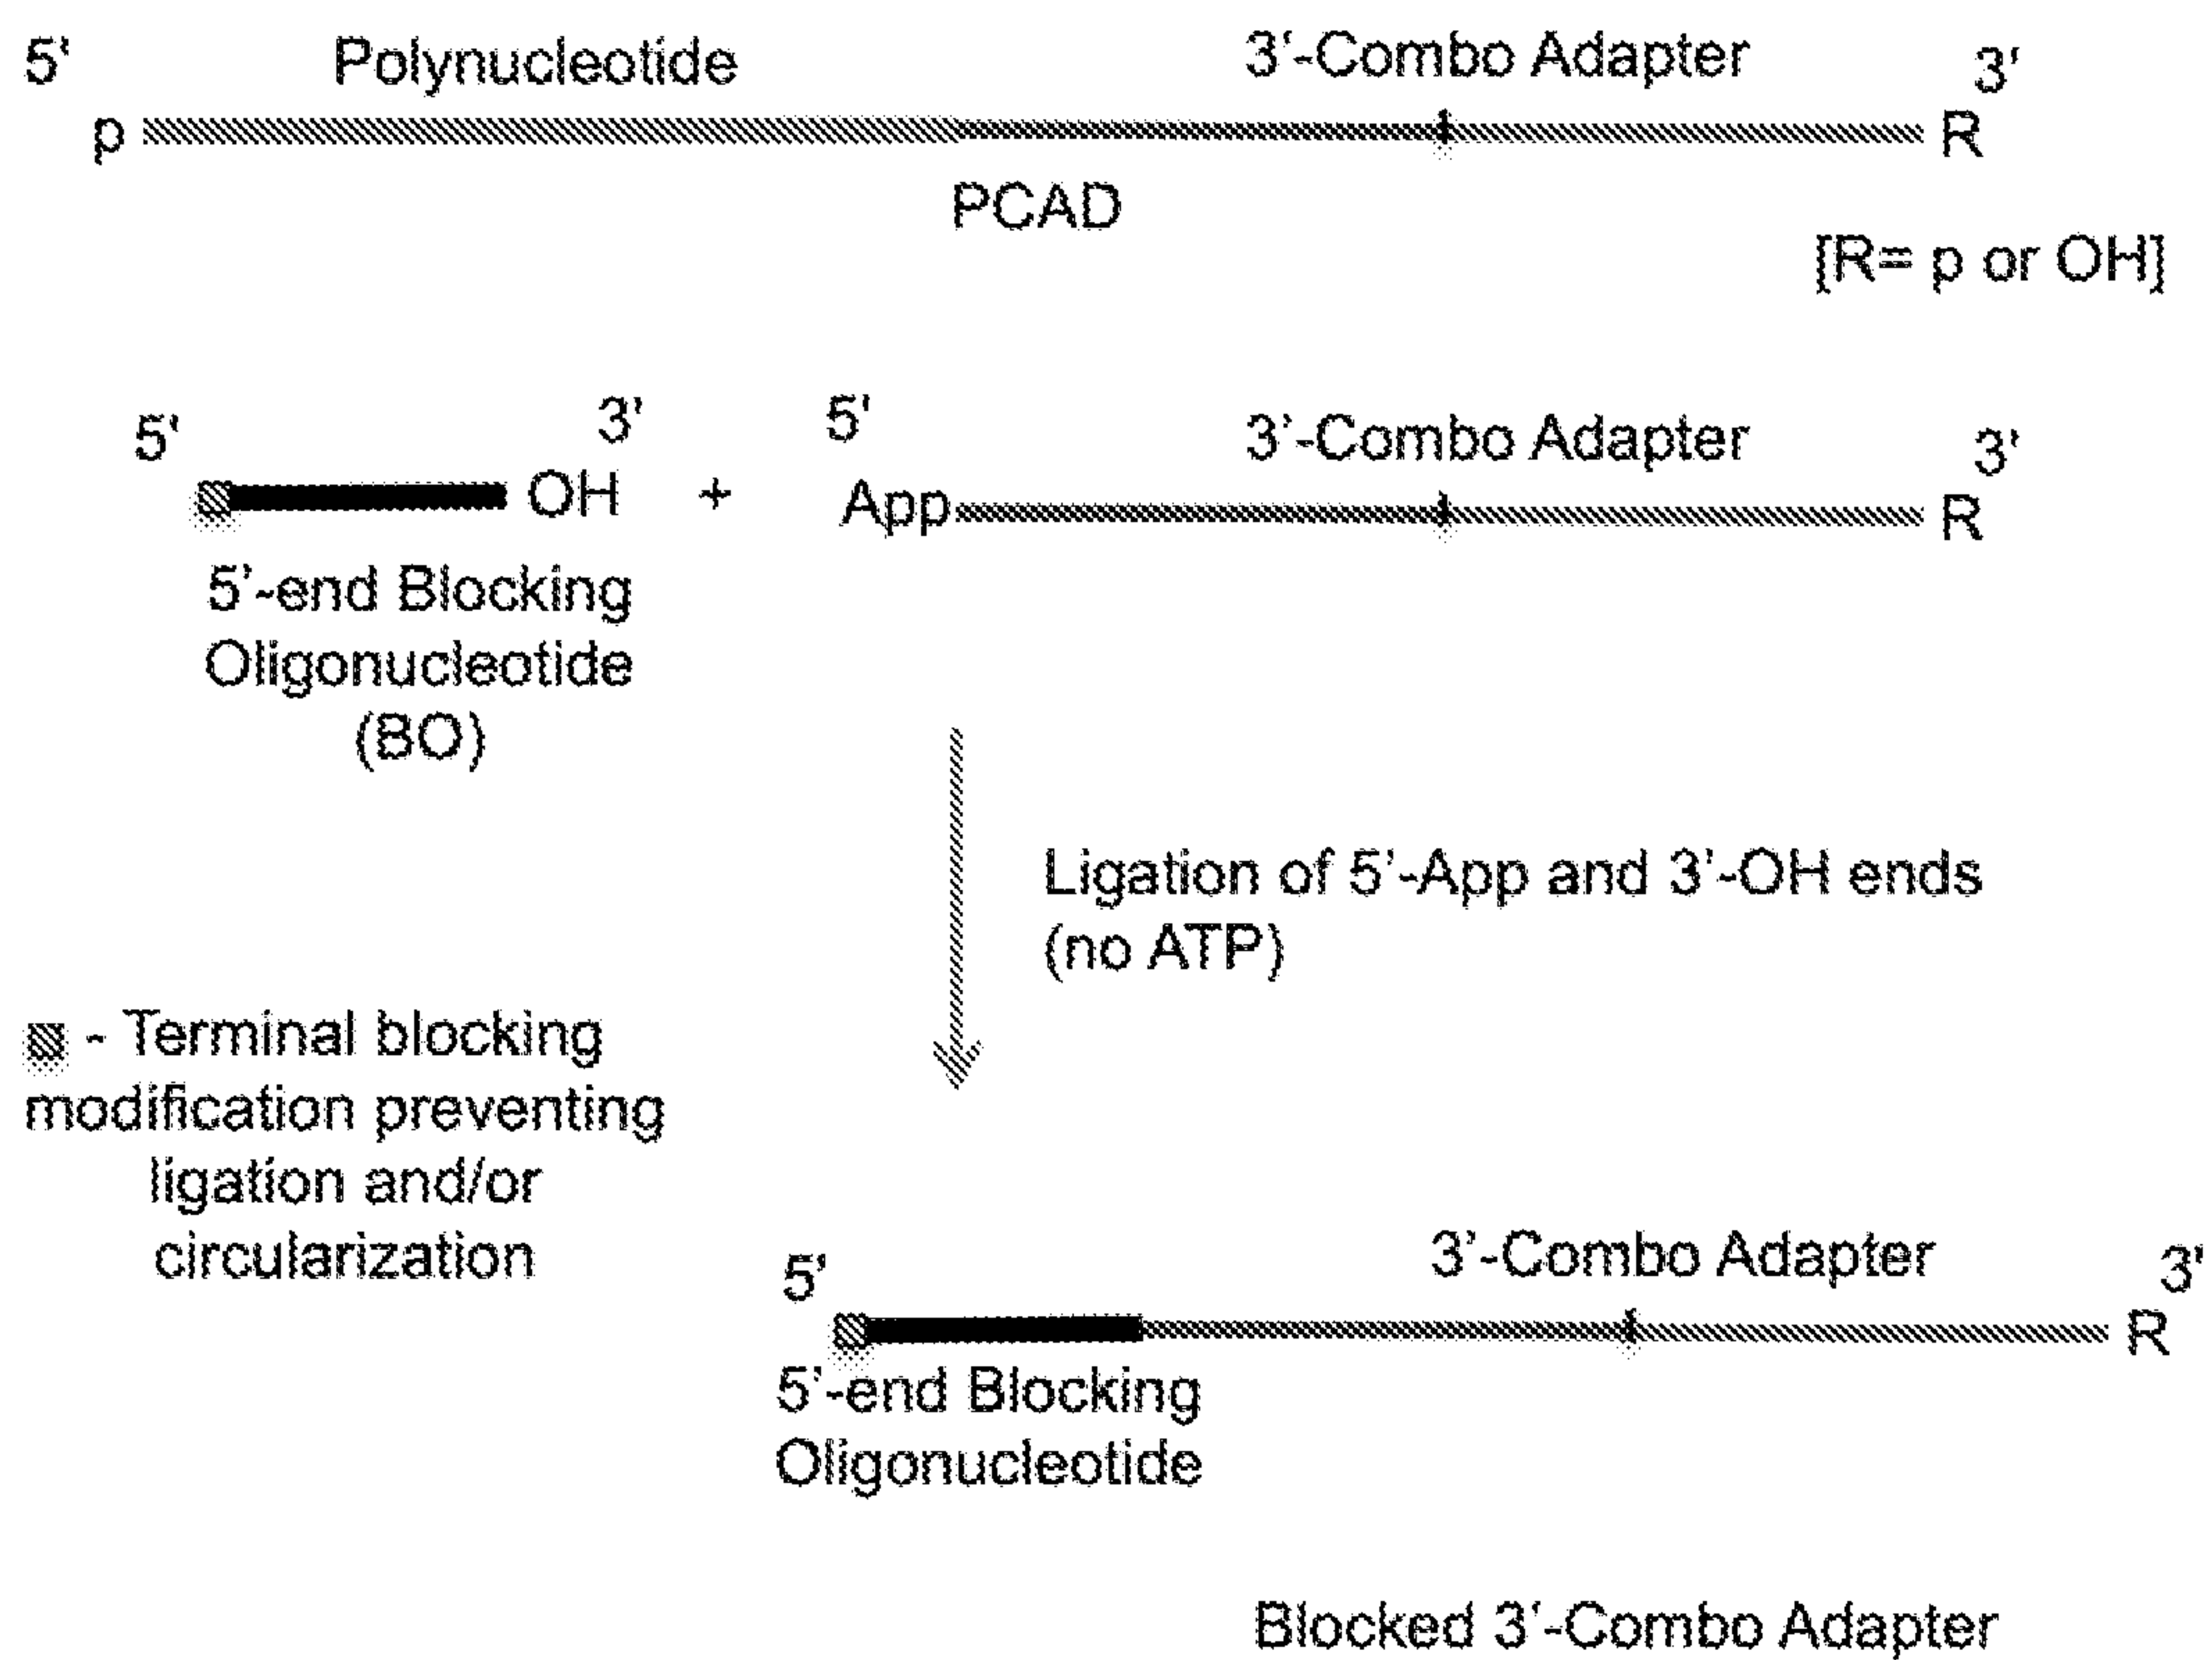 5' Polynucleotide 3'-Combo Adapter 3'
p R
PCAD
[R= p or OH]
5' 3' 5' 3'-Combo Adapter 3'
OH + App R
5'-end Blocking
Oligonucleotide
(BO)
Ligation of 5'-App and 3'-OH ends
(no ATP)
- Terminal blocking
modification preventing
ligation and/or
circularization
5' 3'-Combo Adapter 3'
R
5'-end Blocking
Oligonucleotide
Blocked 3'-Combo Adapter